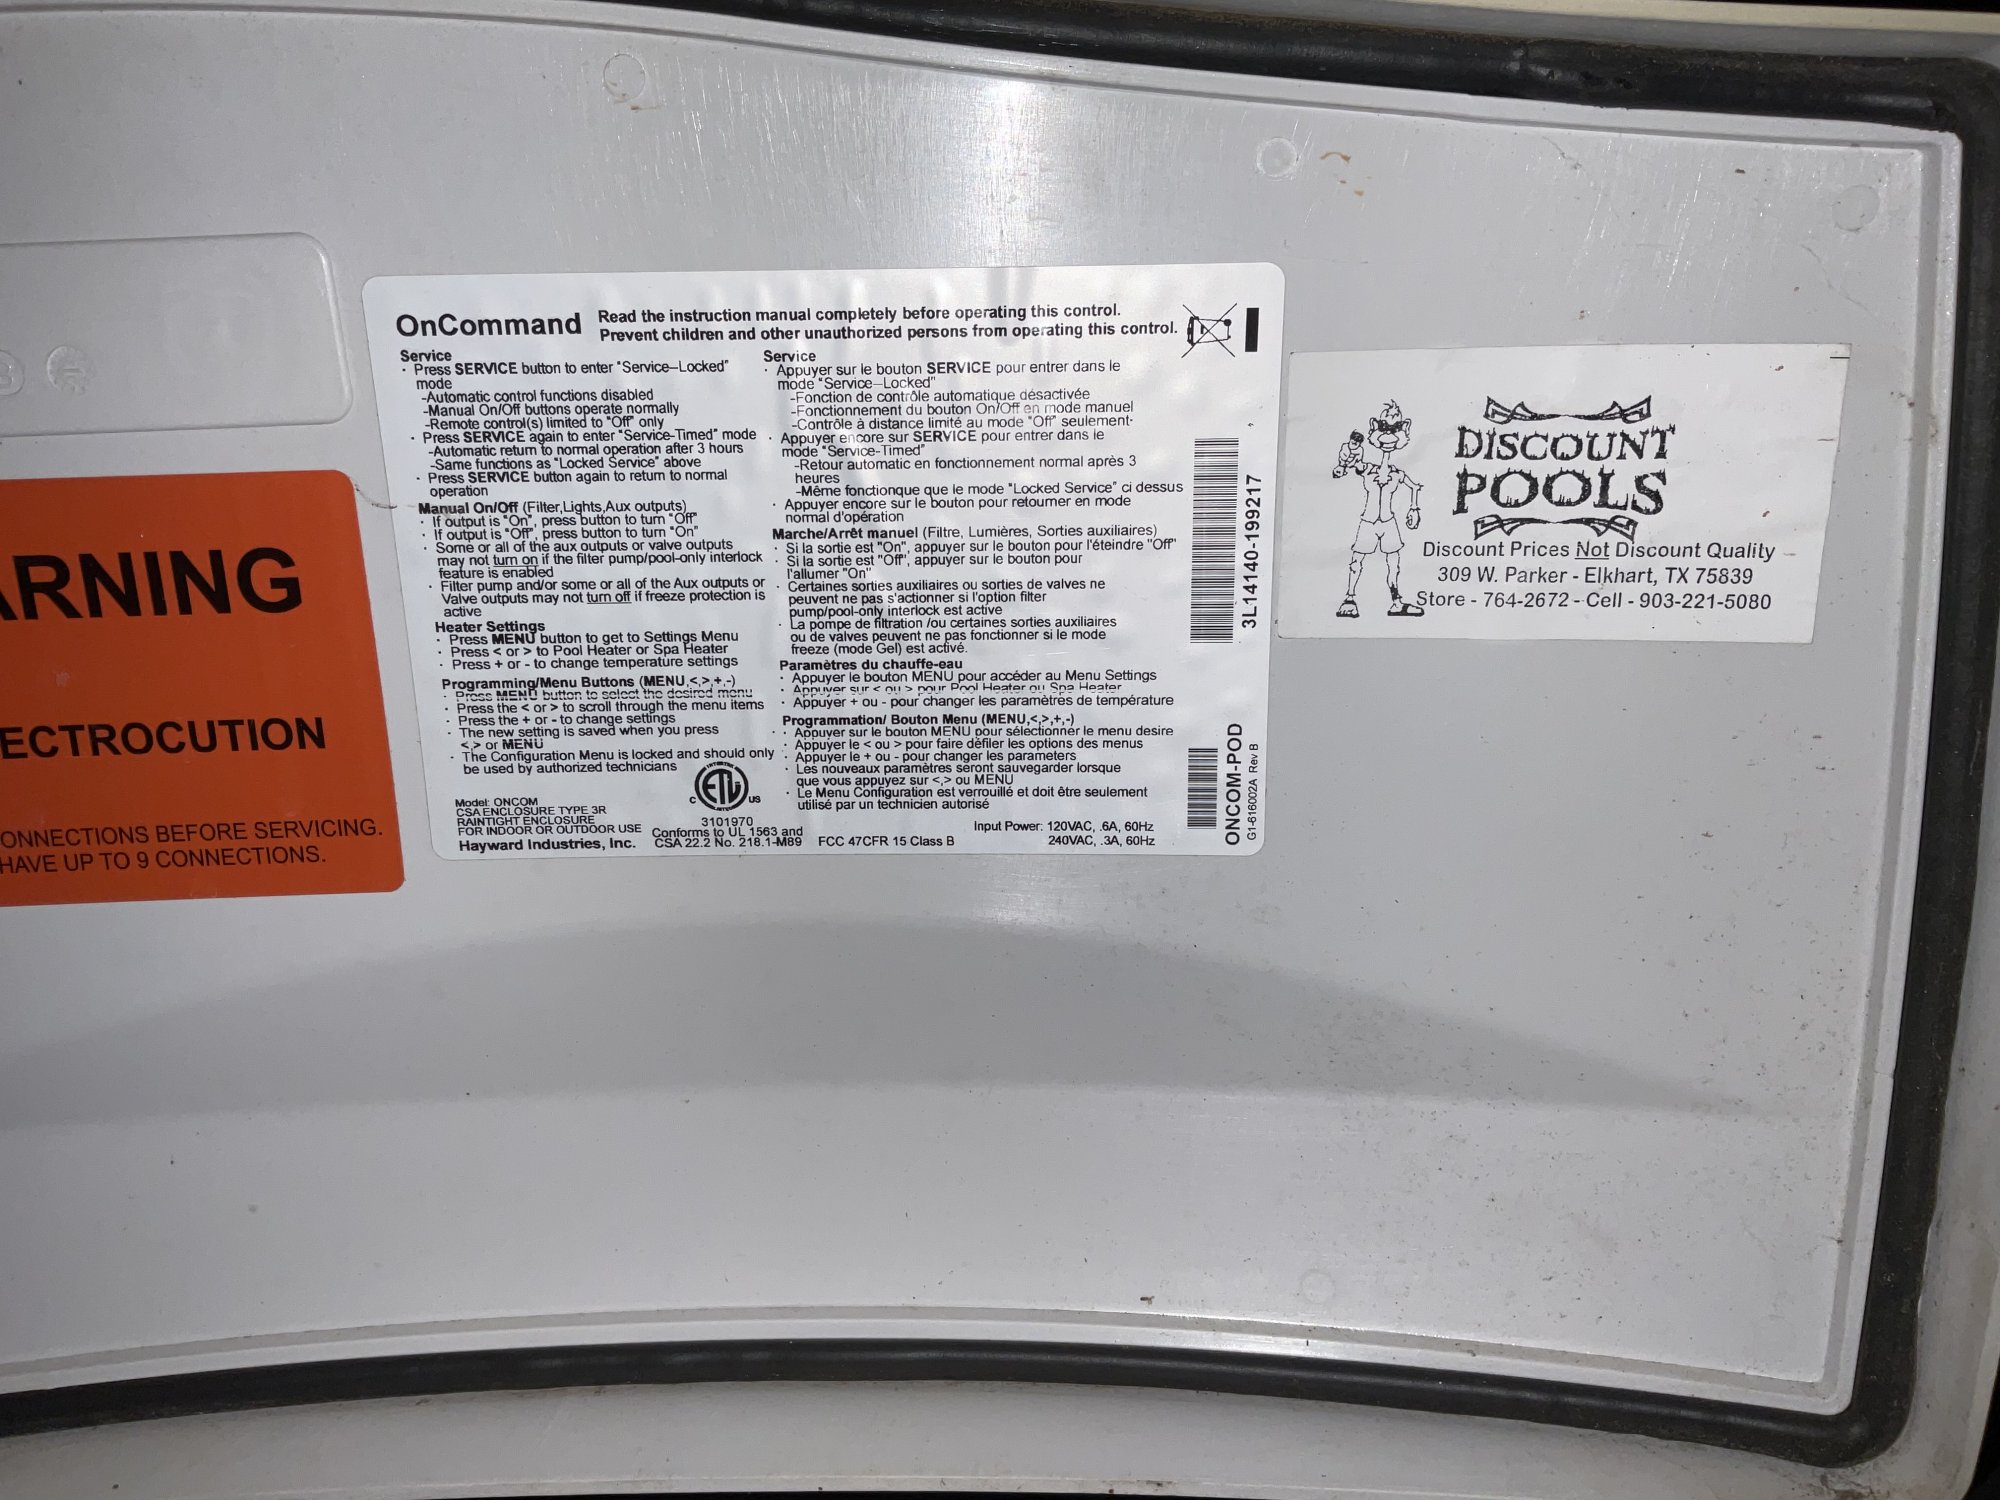 OnCommand
Read the instruction manual completely before operating this control.
Prevent children and other unauthorized persons from operating this control.
Service
· Press SERVICE button to enter "Service-Locked"
mode
-Automatic control functions disabled
-Manual On/Off buttons operate normally
-Remote control(s) limited to "Off" only
· Press SERVICE again to enter "Service-Timed" mode
-Automatic return to normal operation after 3 hours
-Same functions as "Locked Service" above
· Press SERVICE button again to return to normal
operation
Manual On/Off (Filter,Lights,Aux outputs)
· If output is "On", press button to turn "Off"
· If output is "Off", press button to turn "On"
· Some or all of the aux outputs or valve outputs
may not turn on if the filter pump/pool-only interlock
feature is enabled
· Filter pump and/or some or all of the Aux outputs or
Valve outputs may not turn off if freeze protection is
active
Heater Settings
· Press MENU button to get to Settings Menu
· Press < or > to Pool Heater or Spa Heater
· Press + or - to change temperature settings
Programming/Menu Buttons (MENU,<,>,+,-)
· Press MENU button to select the desired menu
· Press the < or > to scroll through the menu items
· Press the + or - to change settings
· The new setting is saved when you press
<,> or MENU
· The Configuration Menu is locked and should only
be used by authorized technicians
Model: ONCOM
CSA ENCLOSURE TYPE 3R
RAINTIGHT ENCLOSURE
FOR INDOOR OR OUTDOOR USE
Hayward Industries, Inc.
C ETL US
3101970
Conforms to UL 1563 and
CSA 22.2 No. 218.1-M89
FCC 47CFR 15 Class B
Service
· Appuyer sur le bouton SERVICE pour entrer dans le
mode "Service-Locked"
-Fonction de contrôle automatique désactivée
-Fonctionnement du bouton On/Off en mode manuel
-Contrôle à distance limité au mode "Off" seulement·
· Appuyer encore sur SERVICE pour entrer dans le
mode "Service-Timed"
-Retour automatic en fonctionnement normal après 3
heures
-Même fonctionque que le mode "Locked Service" ci dessus
· Appuyer encore sur le bouton pour retourner en mode
normal d'opération
Marche/Arrêt manuel (Filtre, Lumières, Sorties auxiliaires)
· Si la sortie est "On", appuyer sur le bouton pour l'éteindre "Off"
· Si la sortie est "Off", appuyer sur le bouton pour
l'allumer "On"
· Certaines sorties auxiliaires ou sorties de valves ne
peuvent ne pas s'actionner si l'option filter
pump/pool-only interlock est active
· La pompe de filtration /ou certaines sorties auxiliaires
ou de valves peuvent ne pas fonctionner si le mode
freeze (mode Gel) est activé.
Paramètres du chauffe-eau
· Appuyer le bouton MENU pour accéder au Menu Settings
· Appuyer sur < ou > pour Pool Heater ou Spa Heater
· Appuyer + ou - pour changer les paramètres de température
Programmation/ Bouton Menu (MENU,<,>,+,-)
· Appuyer sur le bouton MENU pour sélectionner le menu desire
· Appuyer le < ou > pour faire défiler les options des menus
· Appuyer le + ou - pour changer les parameters
· Les nouveaux paramètres seront sauvegarder lorsque
que vous appuyez sur <,> ou MENU
· Le Menu Configuration est verrouillé et doit être seulement
utilisé par un technicien autorisé
Input Power: 120VAC, .6A, 60Hz
240VAC, .3A, 60Hz
3L14140-199217
ONCOM-POD
G1-616002A Rev B
DISCOUNT
POOLS
Discount Prices Not Discount Quality
309 W. Parker - Elkhart, TX 75839
Store - 764-2672 - Cell - 903-221-5080
ARNING
ECTROCUTION
ONNECTIONS BEFORE SERVICING.
HAVE UP TO 9 CONNECTIONS.